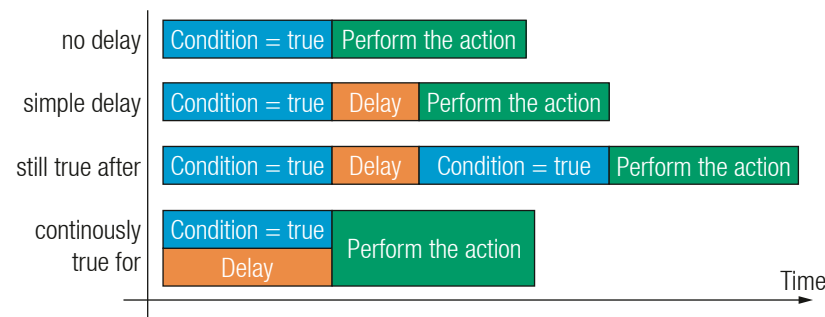 no delay Condition = true Perform the action
simple delay Condition = true Delay Perform the action
still true after Condition = true Delay Condition = true Perform the action
continously
true for
Condition = true
Delay
Perform the action
Time